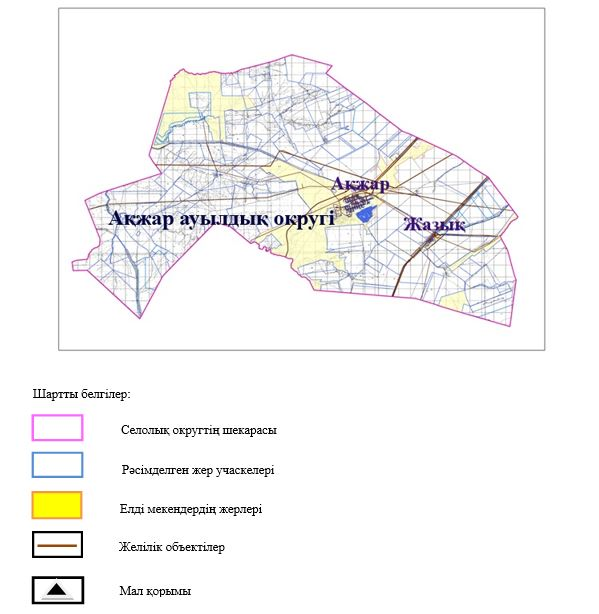 Ақжар
Ақжар ауылдық округі
Жазық
Шартты белгілер:
Селолық округтің шекарасы
Рәсімделген жер учаскелері
Елді мекендердің жерлері
Желілік объектілер
Мал қорымы